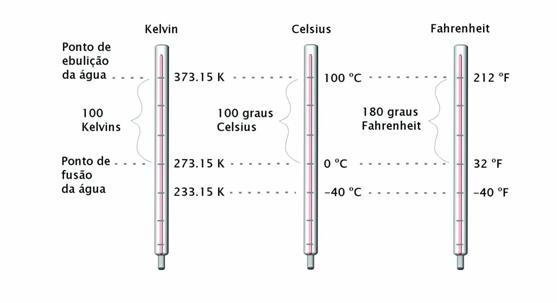 Kelvin
Celsius
Fahrenheit
Ponto de
ebulição
da água
373.15 K
100 ºC
212 ºF
100
Kelvins
100 graus
Celsius
180 graus
Fahrenheit
Ponto de
fusão
da água
273.15 K
0 ºC
32 ºF
233.15 K
–40 ºC
–40 ºF